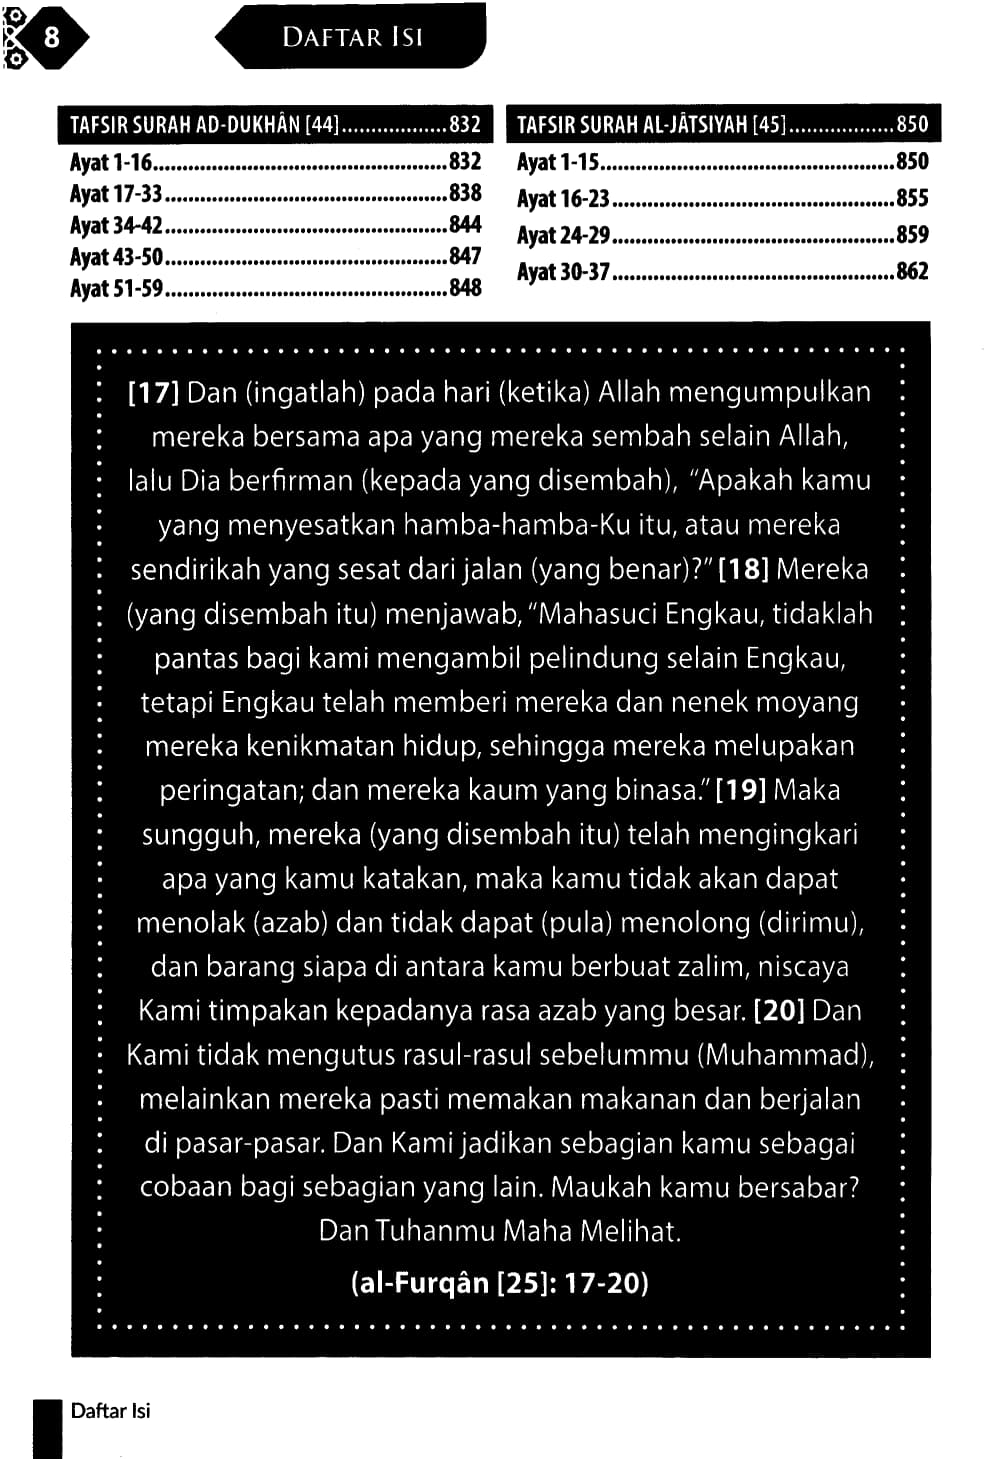 8
DAFTAR ISI
TAFSIR SURAH AD-DUKHÂN [44]..................832
Ayat 1-16..................................................832
Ayat 17-33................................................838
Ayat 34-42................................................844
Ayat 43-50................................................847
Ayat 51-59................................................848
TAFSIR SURAH AL-JÂTSIYAH [45]..................850
Ayat 1-15..................................................850
Ayat 16-23................................................855
Ayat 24-29................................................859
Ayat 30-37................................................862
[17] Dan (ingatlah) pada hari (ketika) Allah mengumpulkan
mereka bersama apa yang mereka sembah selain Allah,
lalu Dia berfirman (kepada yang disembah), “Apakah kamu
yang menyesatkan hamba-hamba-Ku itu, atau mereka
sendirikah yang sesat dari jalan (yang benar)?” [18] Mereka
(yang disembah itu) menjawab, “Mahasuci Engkau, tidaklah
pantas bagi kami mengambil pelindung selain Engkau,
tetapi Engkau telah memberi mereka dan nenek moyang
mereka kenikmatan hidup, sehingga mereka melupakan
peringatan; dan mereka kaum yang binasa.” [19] Maka
sungguh, mereka (yang disembah itu) telah mengingkari
apa yang kamu katakan, maka kamu tidak akan dapat
menolak (azab) dan tidak dapat (pula) menolong (dirimu),
dan barang siapa di antara kamu berbuat zalim, niscaya
Kami timpakan kepadanya rasa azab yang besar. [20] Dan
Kami tidak mengutus rasul-rasul sebelummu (Muhammad),
melainkan mereka pasti memakan makanan dan berjalan
di pasar-pasar. Dan Kami jadikan sebagian kamu sebagai
cobaan bagi sebagian yang lain. Maukah kamu bersabar?
Dan Tuhanmu Maha Melihat.
(al-Furqân [25]: 17-20)
Daftar Isi